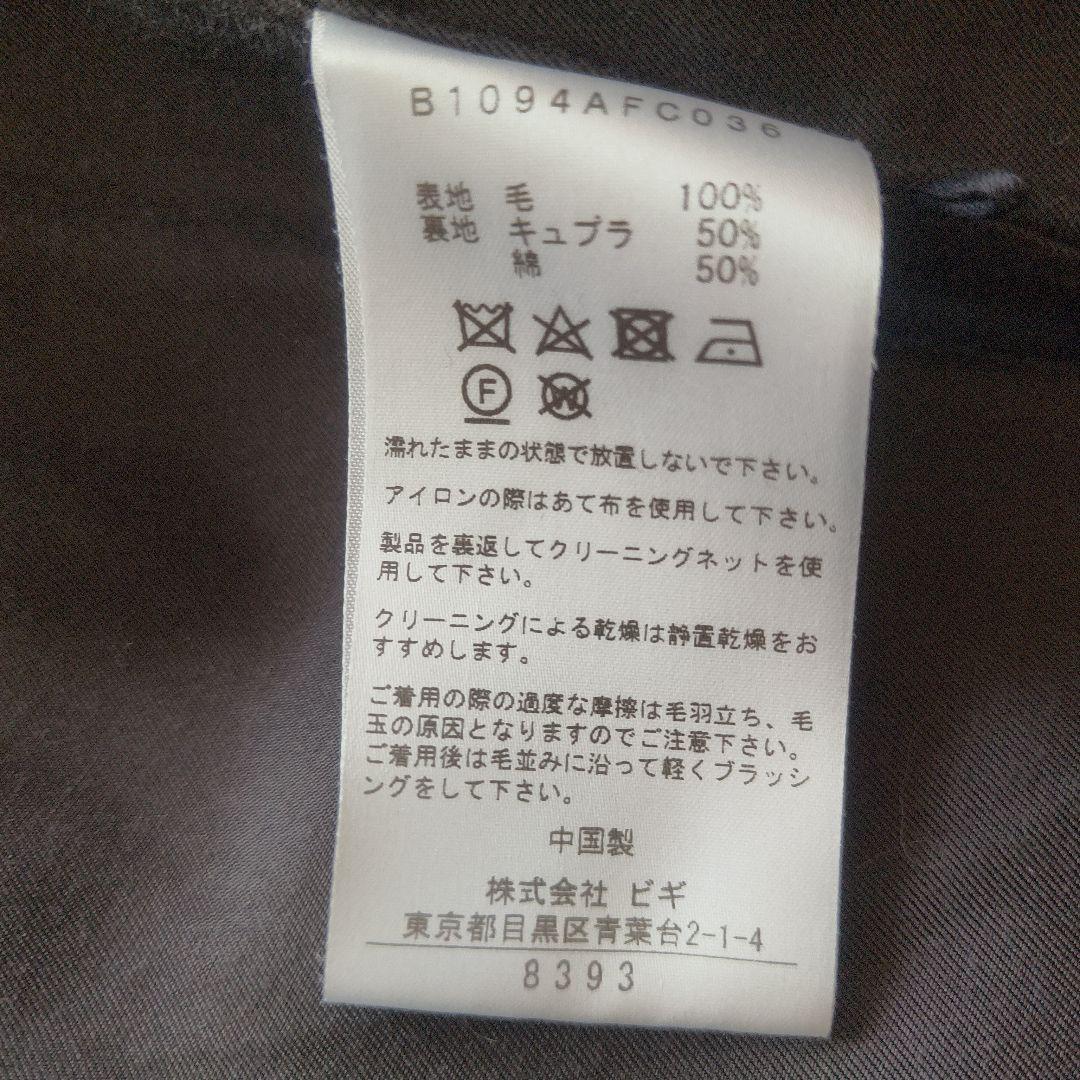 B1094AFC036
表地 毛 100%
裏地 キュプラ 50%
綿 50%
F
W
濡れたままの状態で放置しないで下さい。
アイロンの際はあて布を使用して下さい。
製品を裏返してクリーニングネットを使
用して下さい。
クリーニングによる乾燥は静置乾燥をお
すすめします。
ご着用の際の過度な摩擦は毛羽立ち、毛
玉の原因となりますのでご注意下さい。
ご着用後は毛並みに沿って軽くブラッシ
ングをして下さい。
中国製
株式会社 ビギ
東京都目黒区青葉台2-1-4
8393